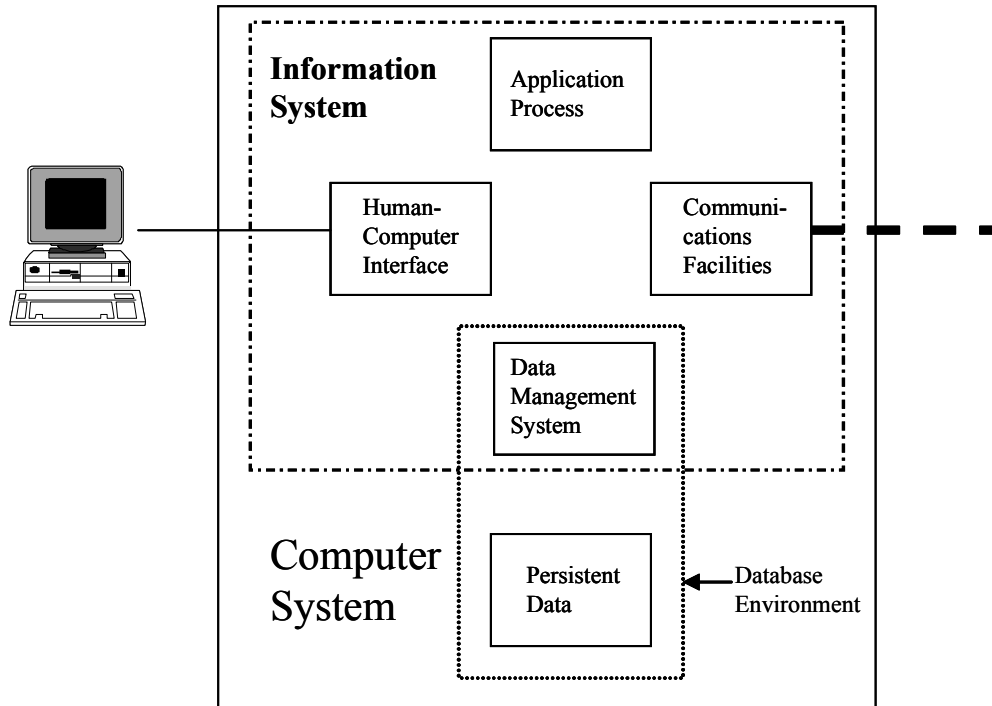 Information
System
Application
Process
Human-
Computer
Interface
Communi-
cations
Facilities
Data
Management
System
Computer
System
Persistent
Data
Database
Environment